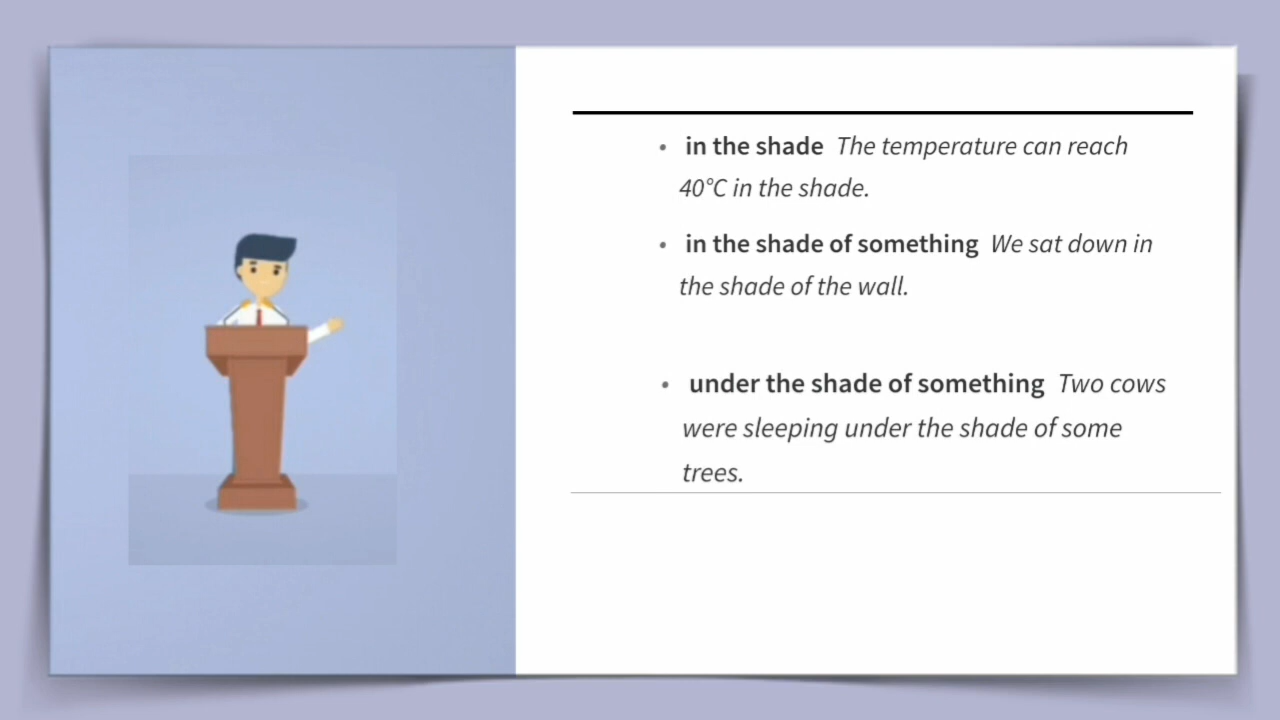 • in the shade The temperature can reach
40°C in the shade.
• in the shade of something We sat down in
the shade of the wall.
• under the shade of something Two cows
were sleeping under the shade of some
trees.